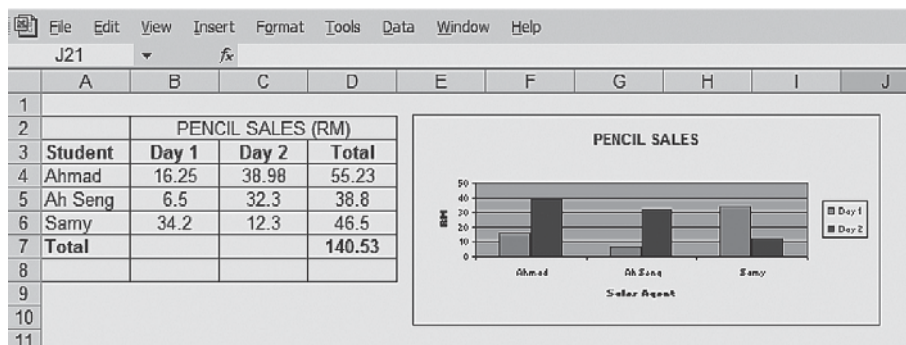 File Edit View Insert Format Tools Data Window Help
J21 fx
A B C D E F G H I J
1
2 PENCIL SALES (RM)
3 Student Day 1 Day 2 Total
4 Ahmad 16.25 38.98 55.23
5 Ah Seng 6.5 32.3 38.8
6 Samy 34.2 12.3 46.5
7 Total 140.53
8
9
10
11
PENCIL SALES
50
40
30
20
10
0
RM
Ahmad Ah Seng Samy
Sales Agent
Day 1
Day 2